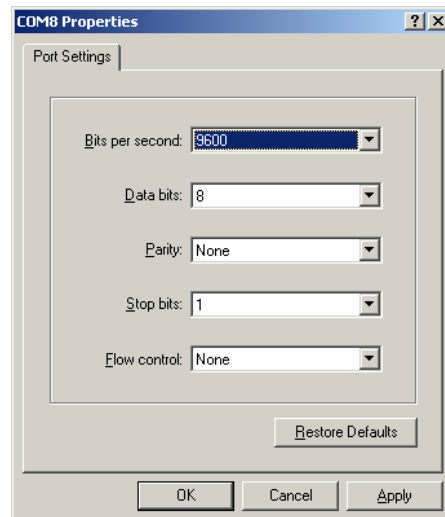 COM8 Properties
Port Settings
Bits per second: 9600
Data bits: 8
Parity: None
Stop bits: 1
Flow control: None
Restore Defaults
OK Cancel Apply